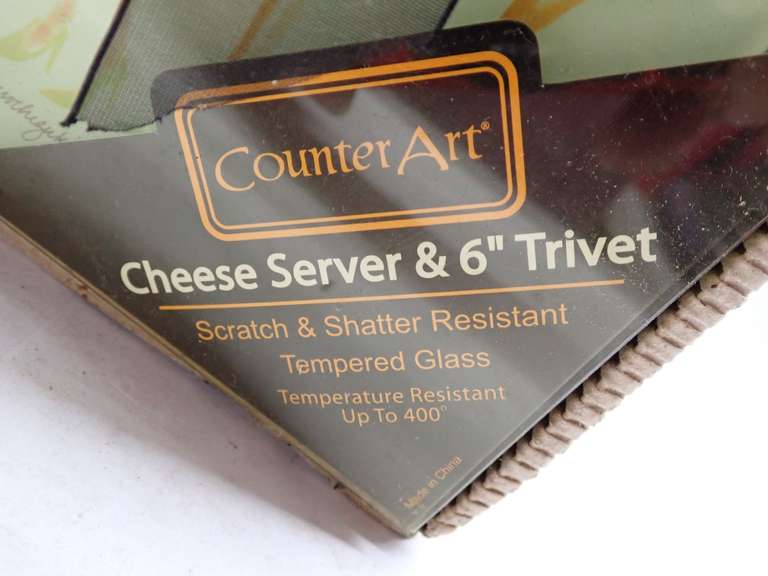 CounterArt®
Cheese Server & 6" Trivet
Scratch & Shatter Resistant
Tempered Glass
Temperature Resistant
Up To 400°
Made in China